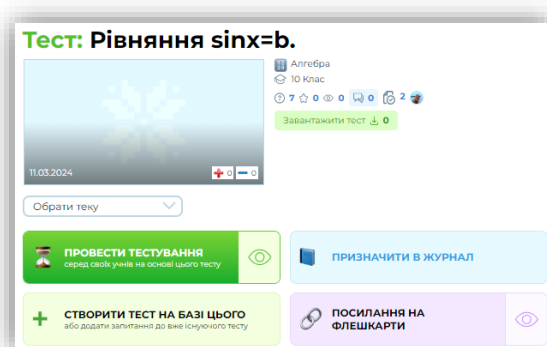 Тест: Рівняння sinx=b.
Алгебра
10 Клас
7 0 0 0 2
Завантажити тест 0
11.03.2024
0 0
Обрати теку
ПРОВЕСТИ ТЕСТУВАННЯ
серед своїх учнів на основі цього тесту
ПРИЗНАЧИТИ В ЖУРНАЛ
СТВОРИТИ ТЕСТ НА БАЗІ ЦЬОГО
або додати запитання до вже існуючого тесту
ПОСИЛАННЯ НА
ФЛЕШКАРТИ